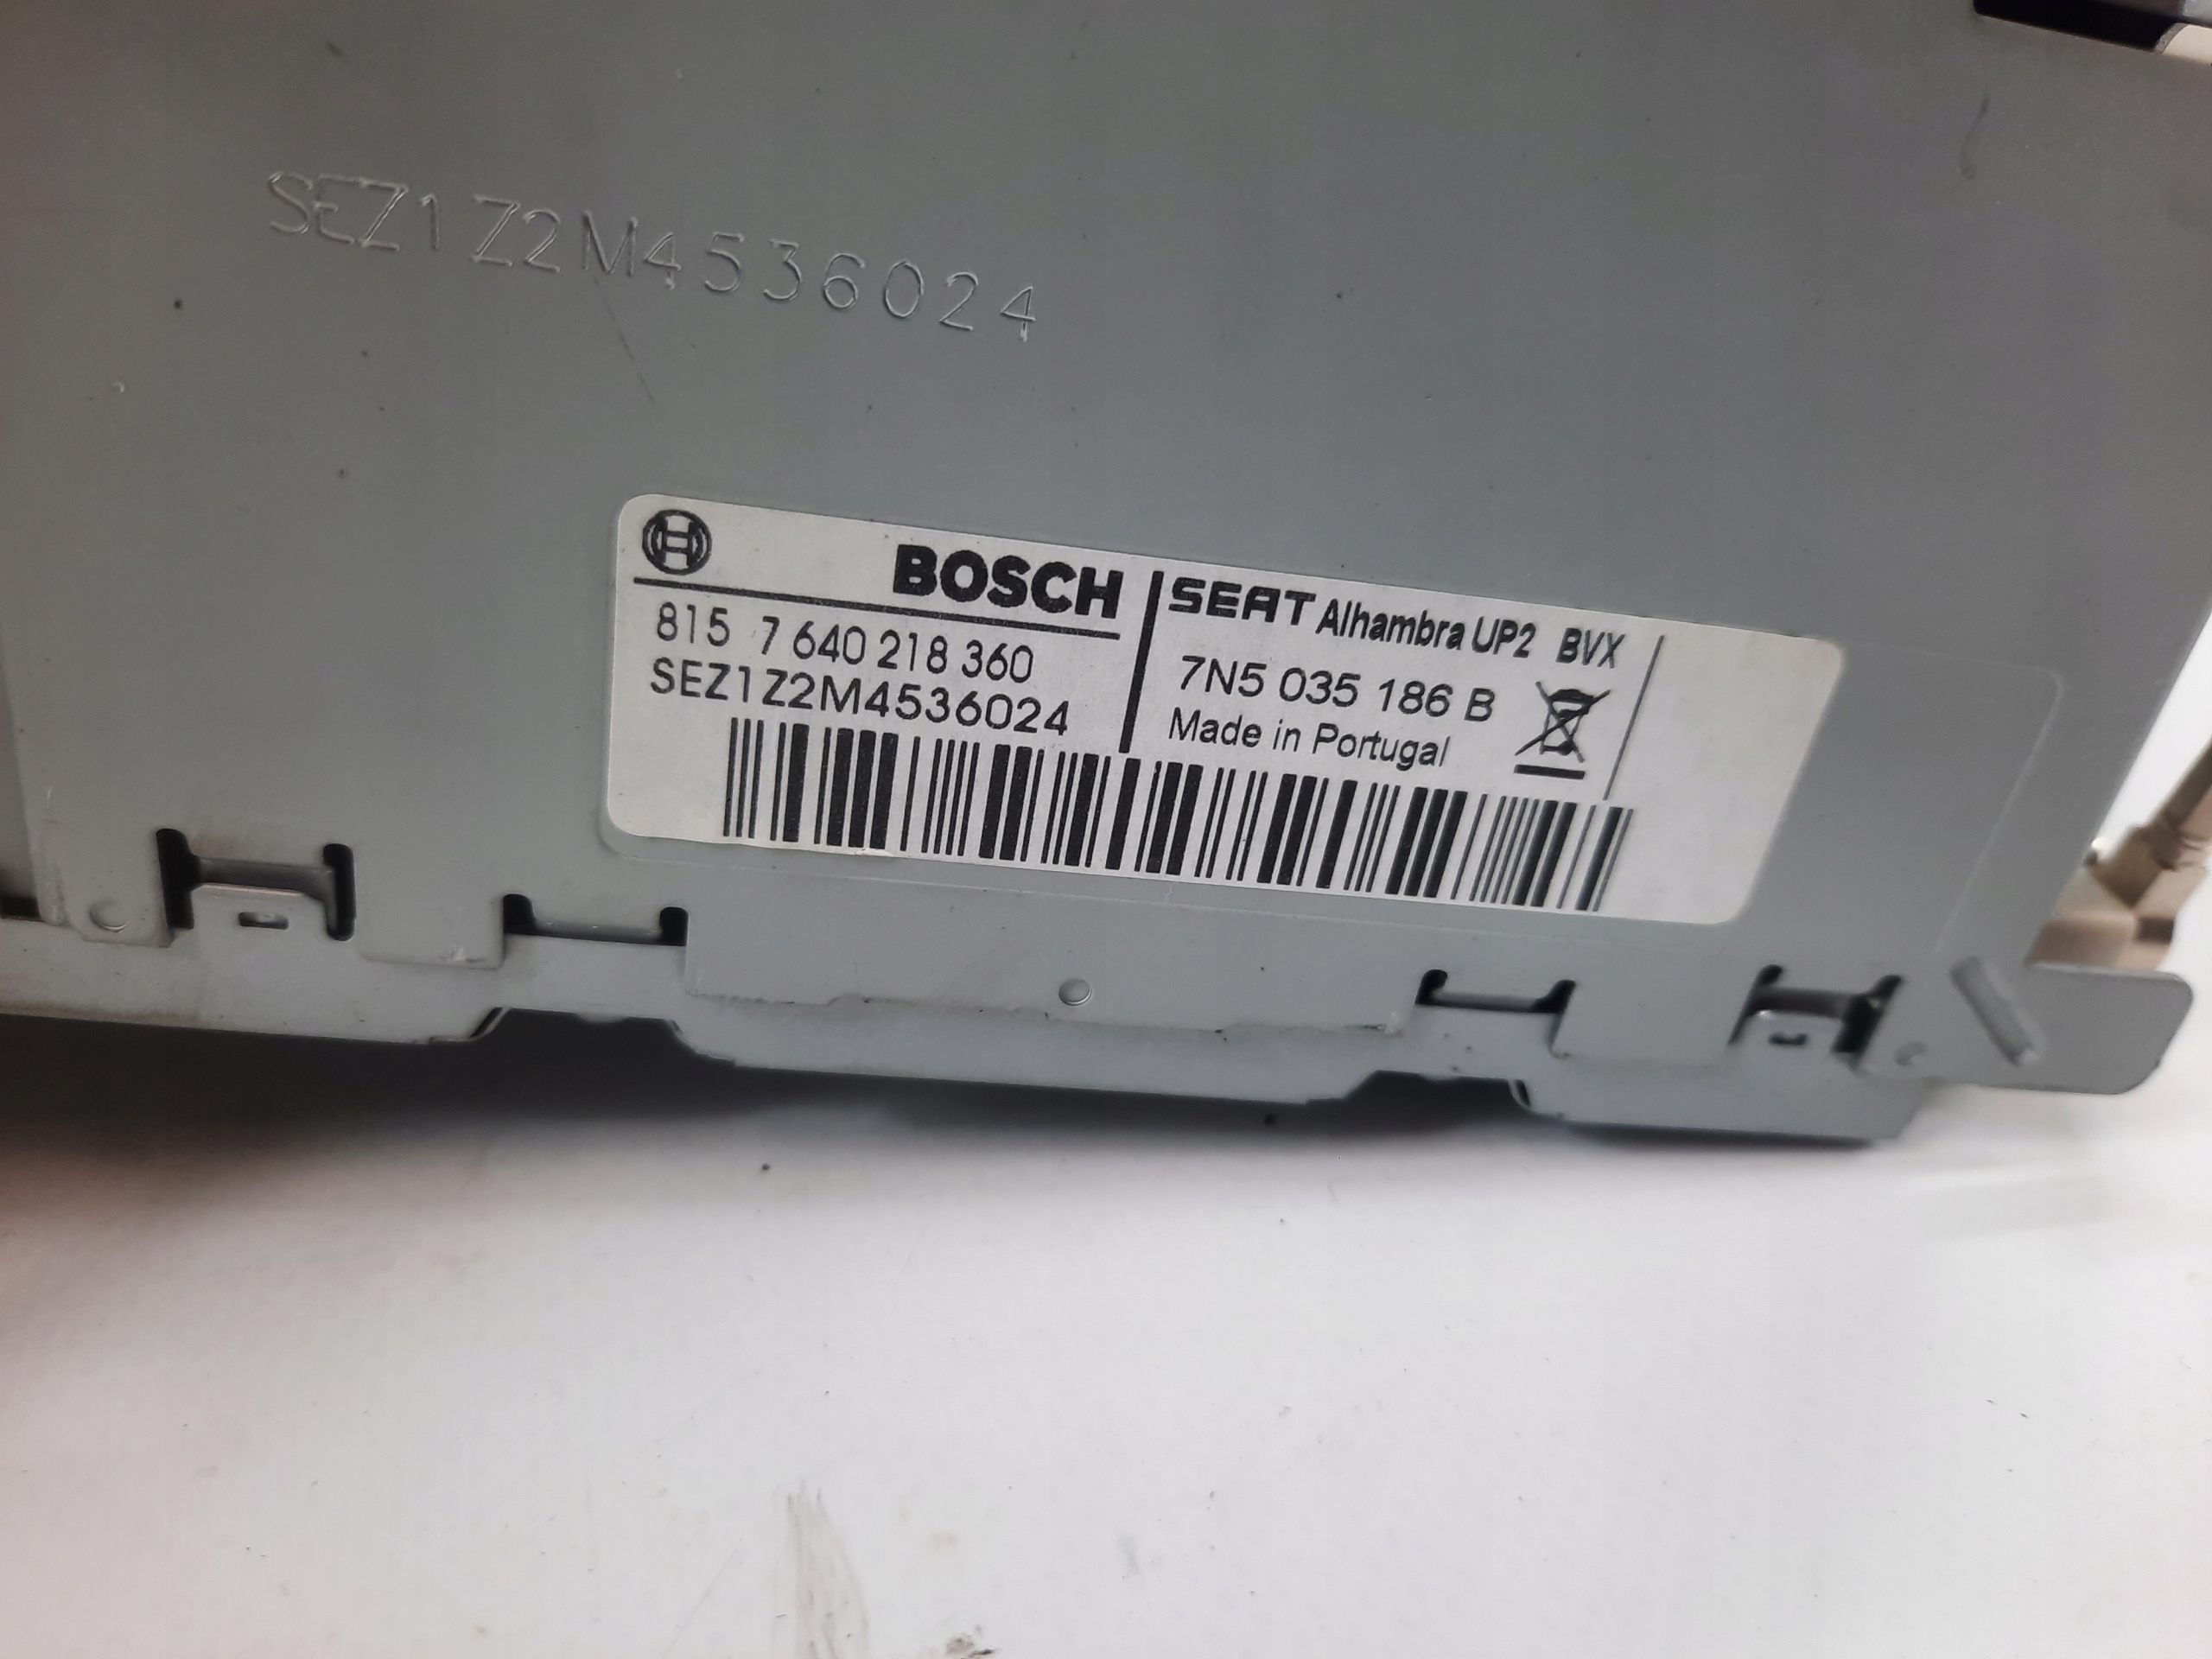 SEZ1Z2M4536024
BOSCH
815 7 640 218 360
SEZ1Z2M4536024
SEAT Alhambra UP2 BVX
7N5 035 186 B
Made in Portugal